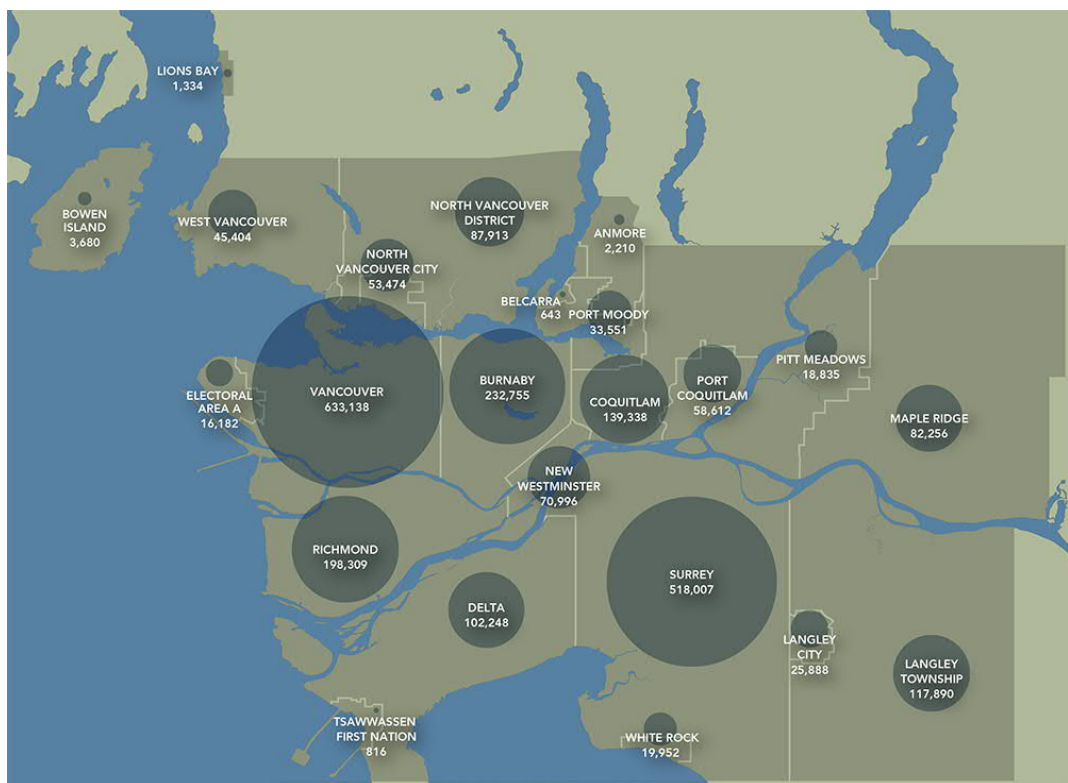 LIONS BAY
1,334
BOWEN
ISLAND
3,680
WEST VANCOUVER
45,404
NORTH VANCOUVER
DISTRICT
87,913
ANMORE
2,210
NORTH
VANCOUVER CITY
53,474
BELCARRA
643
PORT MOODY
33,551
ELECTORAL
AREA A
16,182
VANCOUVER
633,138
BURNABY
232,755
COQUITLAM
139,338
PORT
COQUITLAM
58,612
PITT MEADOWS
18,835
MAPLE RIDGE
82,256
NEW
WESTMINSTER
70,996
RICHMOND
198,309
DELTA
102,248
SURREY
518,007
LANGLEY
CITY
25,888
LANGLEY
TOWNSHIP
117,890
TSAWWASSEN
FIRST NATION
816
WHITE ROCK
19,952